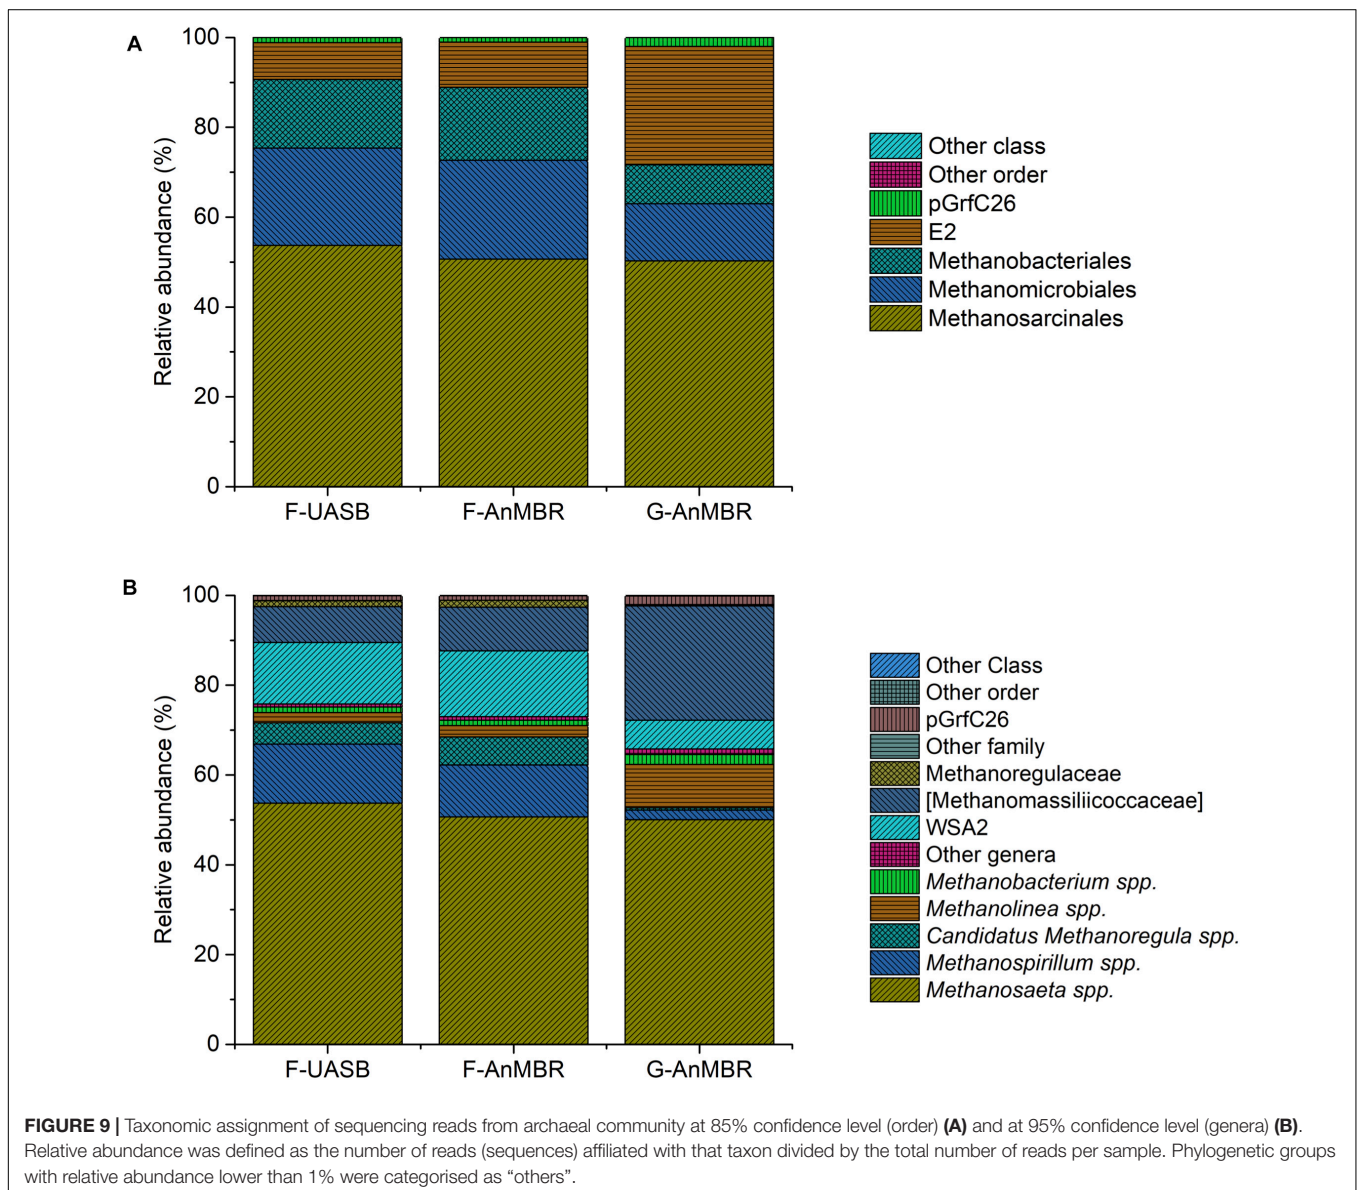 A
100
80
60
40
20
0
Relative abundance (%)
F-UASB
F-AnMBR
G-AnMBR
Other class
Other order
pGrfC26
E2
Methanobacteriales
Methanomicrobiales
Methanosarcinales
B
100
80
60
40
20
0
Relative abundance (%)
F-UASB
F-AnMBR
G-AnMBR
Other Class
Other order
pGrfC26
Other family
Methanoregulaceae
[Methanomassiliicoccaceae]
WSA2
Other genera
Methanobacterium spp.
Methanolinea spp.
Candidatus Methanoregula spp.
Methanospirillum spp.
Methanosaeta spp.
FIGURE 9 | Taxonomic assignment of sequencing reads from archaeal community at 85% confidence level (order) (A) and at 95% confidence level (genera) (B).
Relative abundance was defined as the number of reads (sequences) affiliated with that taxon divided by the total number of reads per sample. Phylogenetic groups
with relative abundance lower than 1% were categorised as “others”.